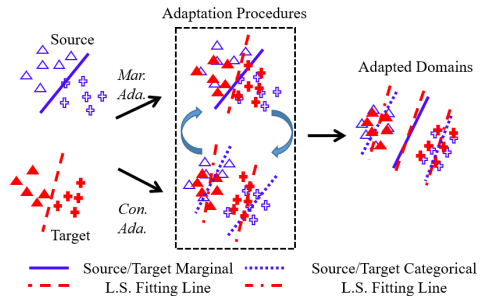 Adaptation Procedures
Source
Mar.
Ada.
Adapted Domains
Con.
Ada.
Target
Source/Target Marginal
L.S. Fitting Line
Source/Target Categorical
L.S. Fitting Line